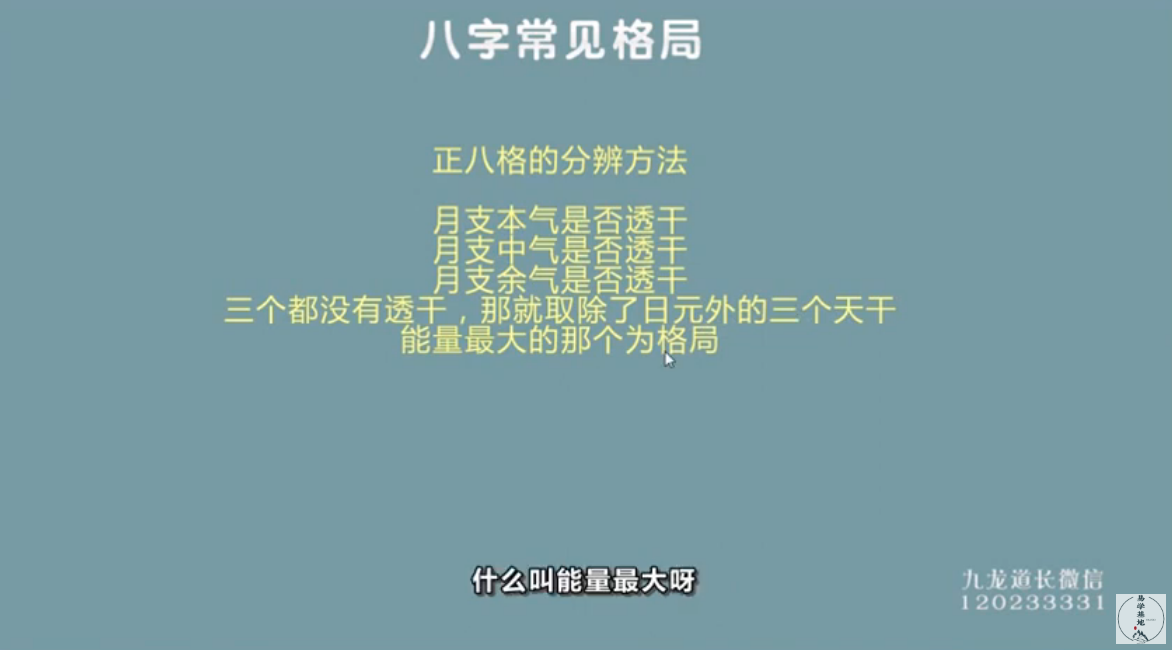 八字常见格局
正八格的分辨方法
月支本气是否透干
月支中气是否透干
月支余气是否透干
三个都没有透干，那就取除了日元外的三个天干
能量最大的那个为格局
什么叫能量最大呀
九龙道长微信
120233331
易学基地